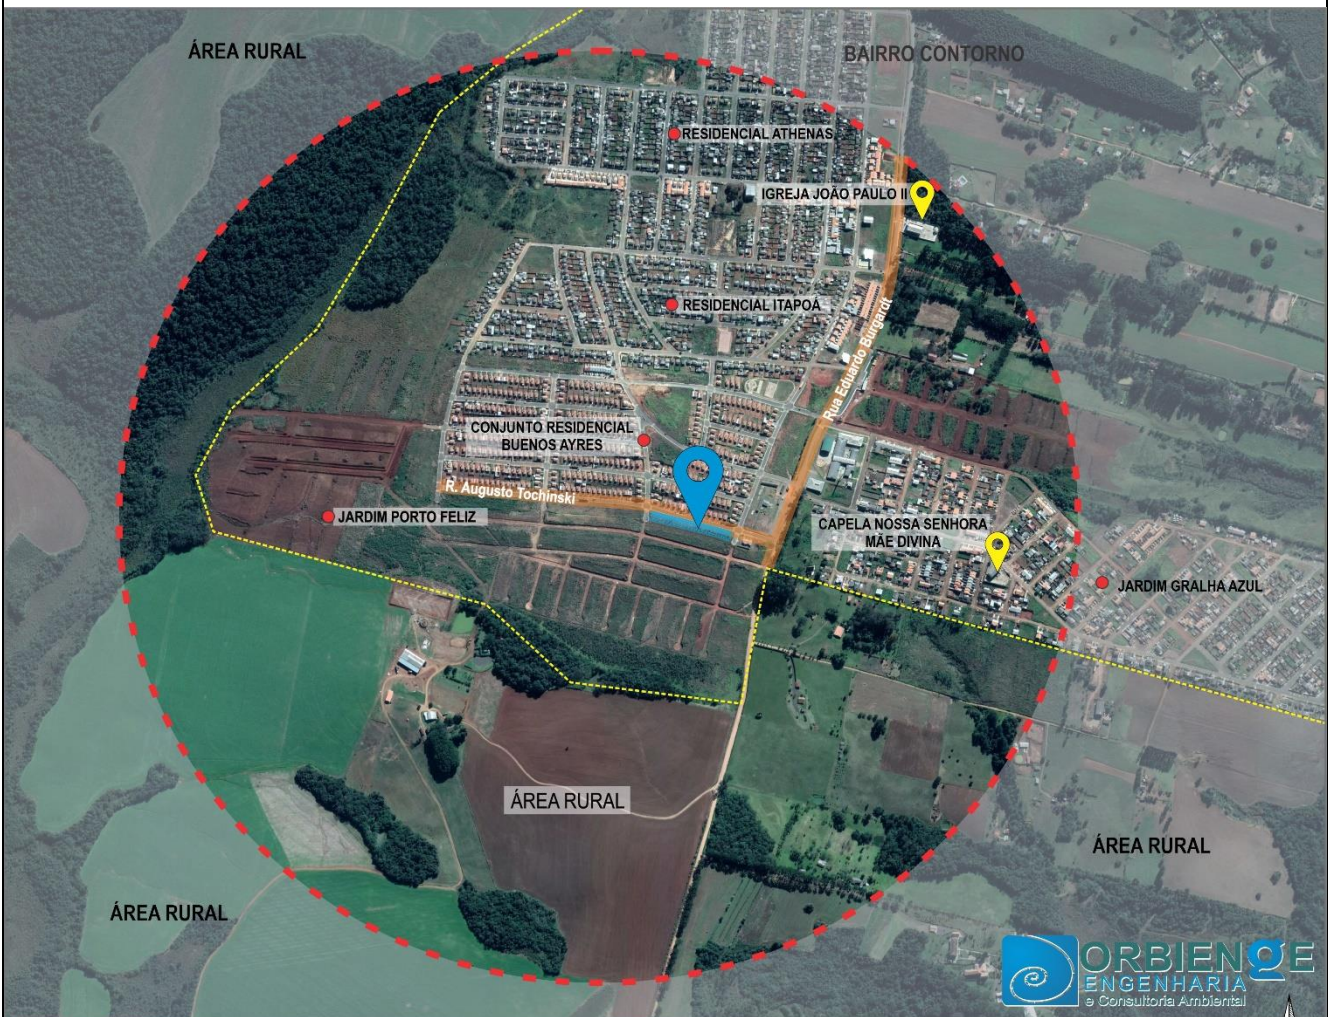 ÁREA RURAL
BAIRRO CONTORNO
RESIDENCIAL ATHENAS
IGREJA JOÃO PAULO II
RESIDENCIAL ITAPOÁ
Rua Eduardo Burgardt
CONJUNTO RESIDENCIAL
BUENOS AYRES
R. Augusto Tochinski
JARDIM PORTO FELIZ
CAPELA NOSSA SENHORA
MÃE DIVINA
JARDIM GRALHA AZUL
ÁREA RURAL
ÁREA RURAL
ÁREA RURAL
ORBIENGE
ENGENHARIA
e Consultoria Ambiental